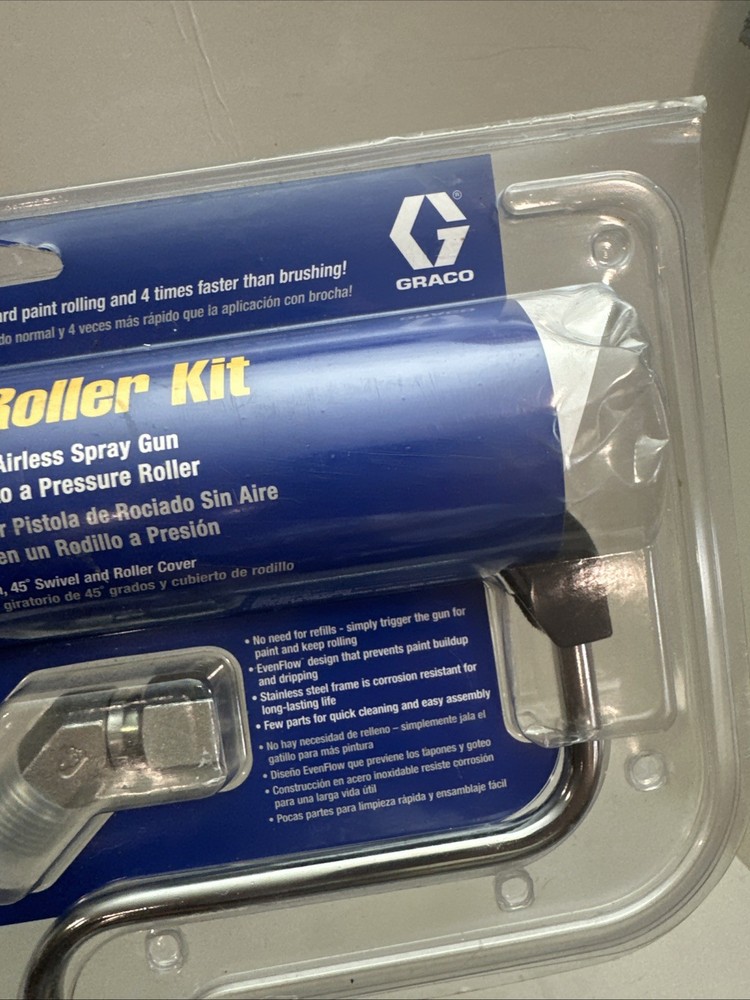 GRACO
®
rd paint rolling and 4 times faster than brushing!
do normal y 4 veces más rápido que la aplicación con brocha!
Roller Kit
Airless Spray Gun
o a Pressure Roller
r Pistola de Rociado Sin Aire
en un Rodillo a Presión
, 45° Swivel and Roller Cover
giratorio de 45° grados y cubierto de rodillo
• No need for refills - simply trigger the gun for
paint and keep rolling
• EvenFlow™ design that prevents paint buildup
and dripping
• Stainless steel frame is corrosion resistant for
long-lasting life
• Few parts for quick cleaning and easy assembly
• No hay necesidad de relleno – simplemente jala el
gatillo para más pintura
• Diseño EvenFlow que previene los tapones y goteo
• Construcción en acero inoxidable resiste corrosión
para una larga vida útil
• Pocas partes para limpieza rápida y ensamblaje fácil